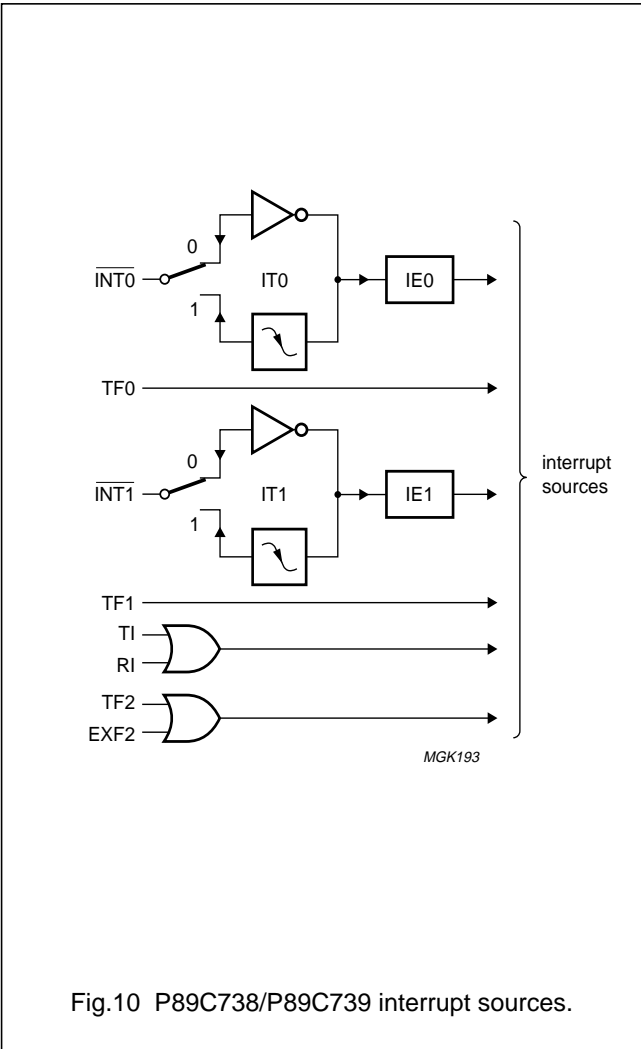 0
INT0
IT0
IE0
1
TF0
0
INT1
IT1
IE1
interrupt
sources
1
TF1
TI
RI
TF2
EXF2
MGK193
Fig.10 P89C738/P89C739 interrupt sources.